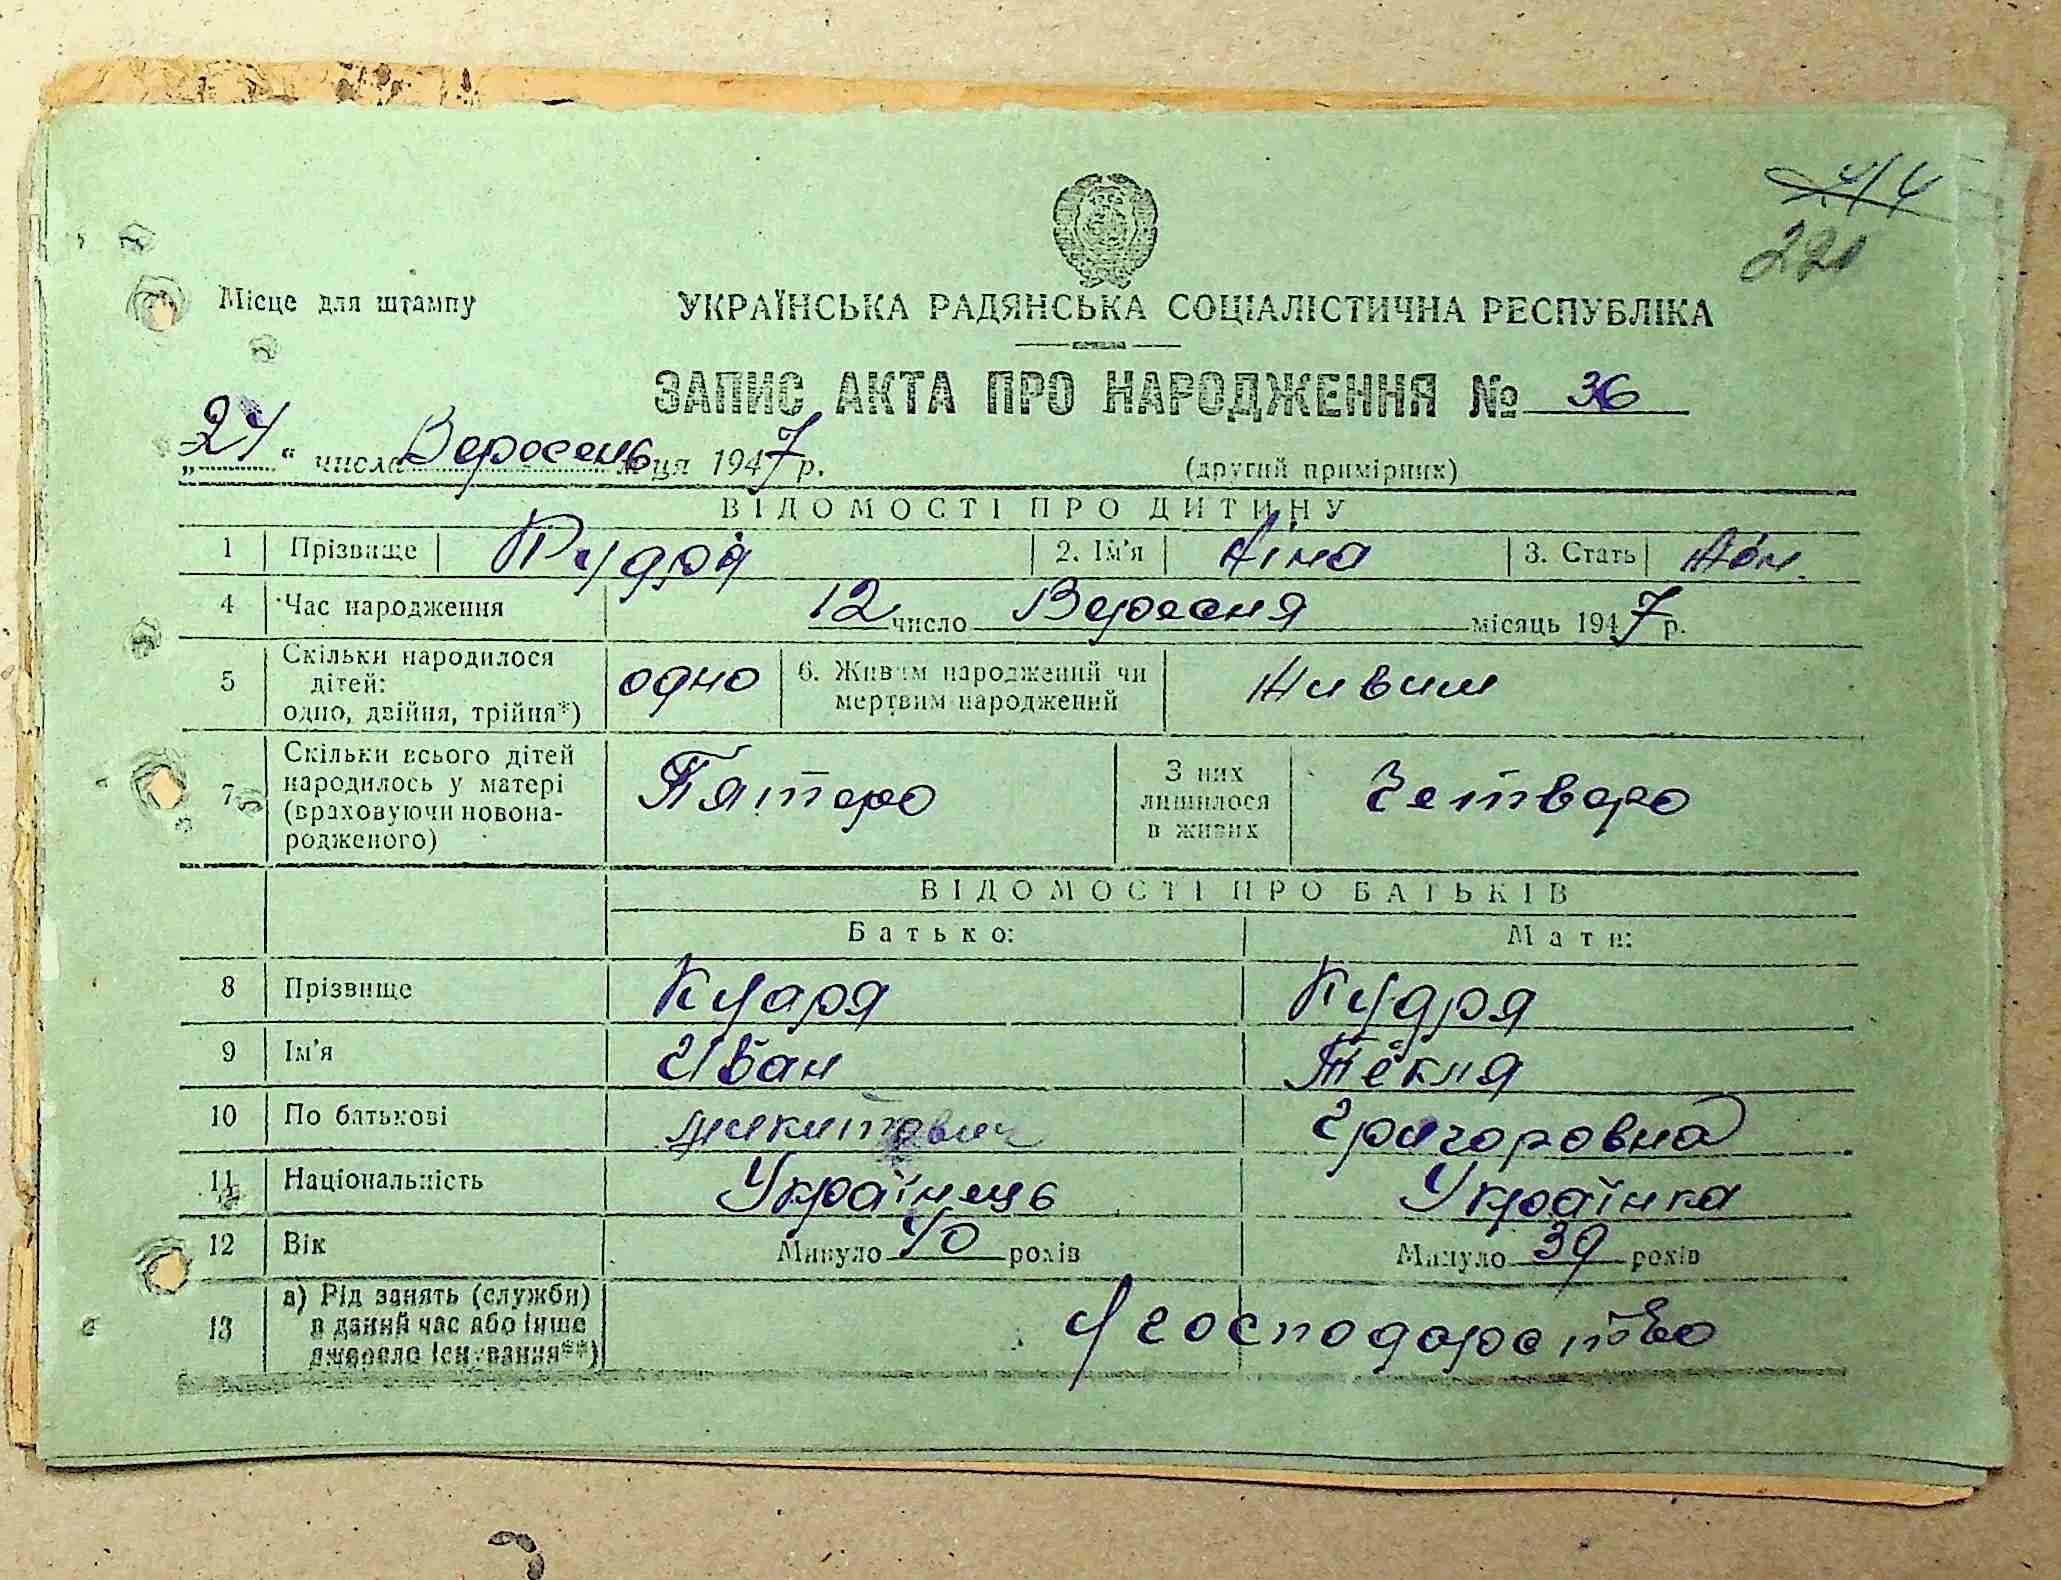 221
Місце для штампу
УКРАЇНСЬКА РАДЯНСЬКА СОЦІАЛІСТИЧНА РЕСПУБЛІКА
ЗАПИС АКТА ПРО НАРОДЖЕННЯ № 36
„24“ числа Вересень м-ця 1947 р.
(другий примірник)
ВІДОМОСТІ ПРО ДИТИНУ
1 Прізвище Кудря 2. Ім'я Ніна 3. Стать Жін.
4 Час народження 12 число Вересня місяць 1947 р.
5 Скільки народилося дітей: одно, двійня, трійня*) одно 6. Живим народжений чи мертвим народжений Живим
7 Скільки всього дітей народилось у матері (враховуючи новонародженого) Пятеро З них лишилося в живих Четверо
ВІДОМОСТІ ПРО БАТЬКІВ
Батько: Мати:
8 Прізвище Кудря Кудря
9 Ім'я Иван Текля
10 По батькові Микитович Григоровна
11 Національність Українець Українка
12 Вік Минуло 40 років Минуло 39 років
13 а) Рід занять (служби) в даний час або інше джерело існування**) господарство